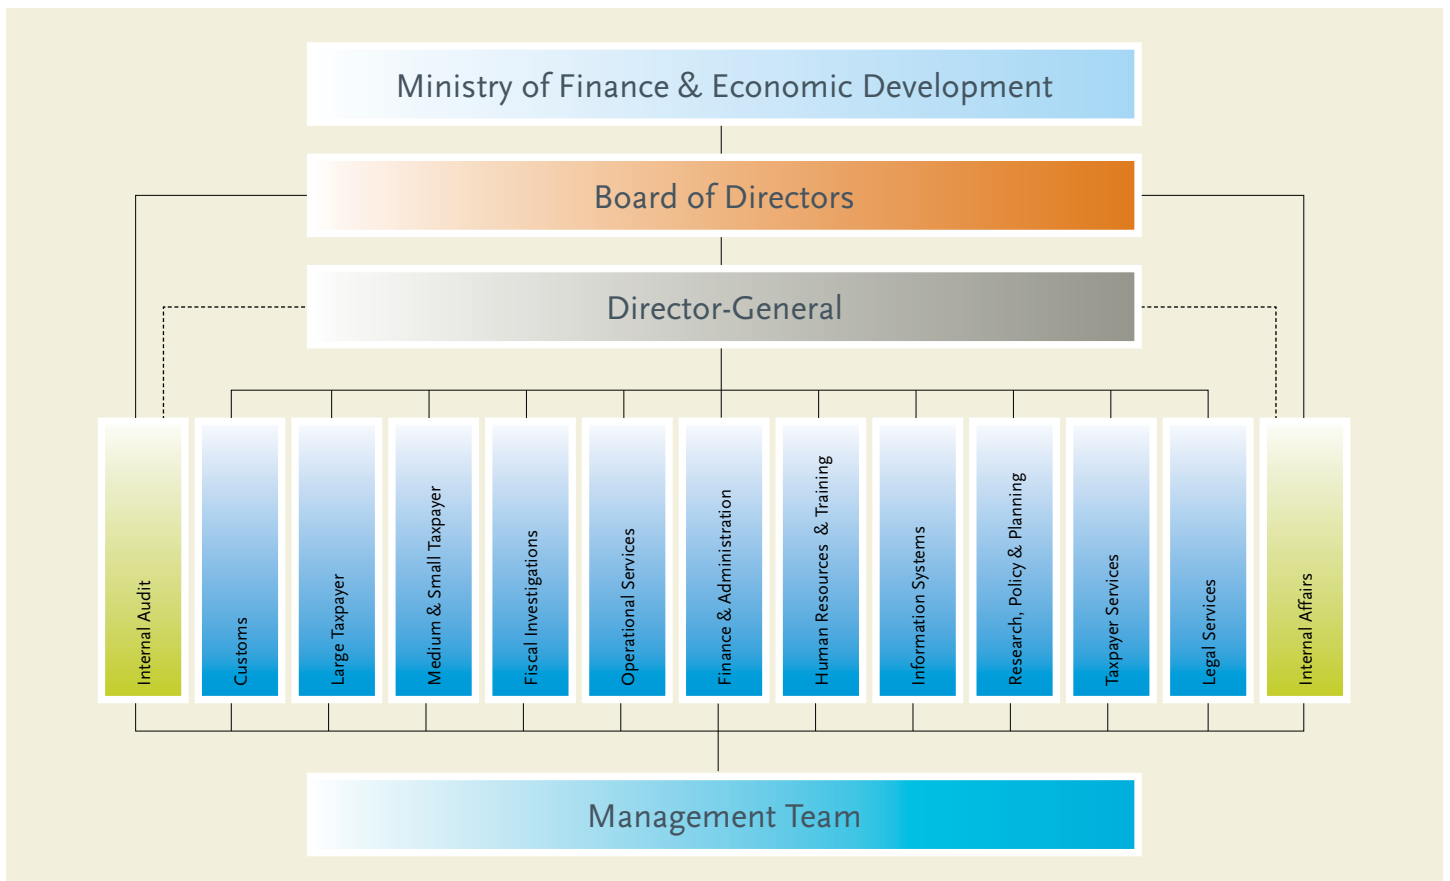 Ministry of Finance & Economic Development
Board of Directors
Director-General
Internal Audit
Customs
Large Taxpayer
Medium & Small Taxpayer
Fiscal Investigations
Operational Services
Finance & Administration
Human Resources & Training
Information Systems
Research, Policy & Planning
Taxpayer Services
Legal Services
Internal Affairs
Management Team